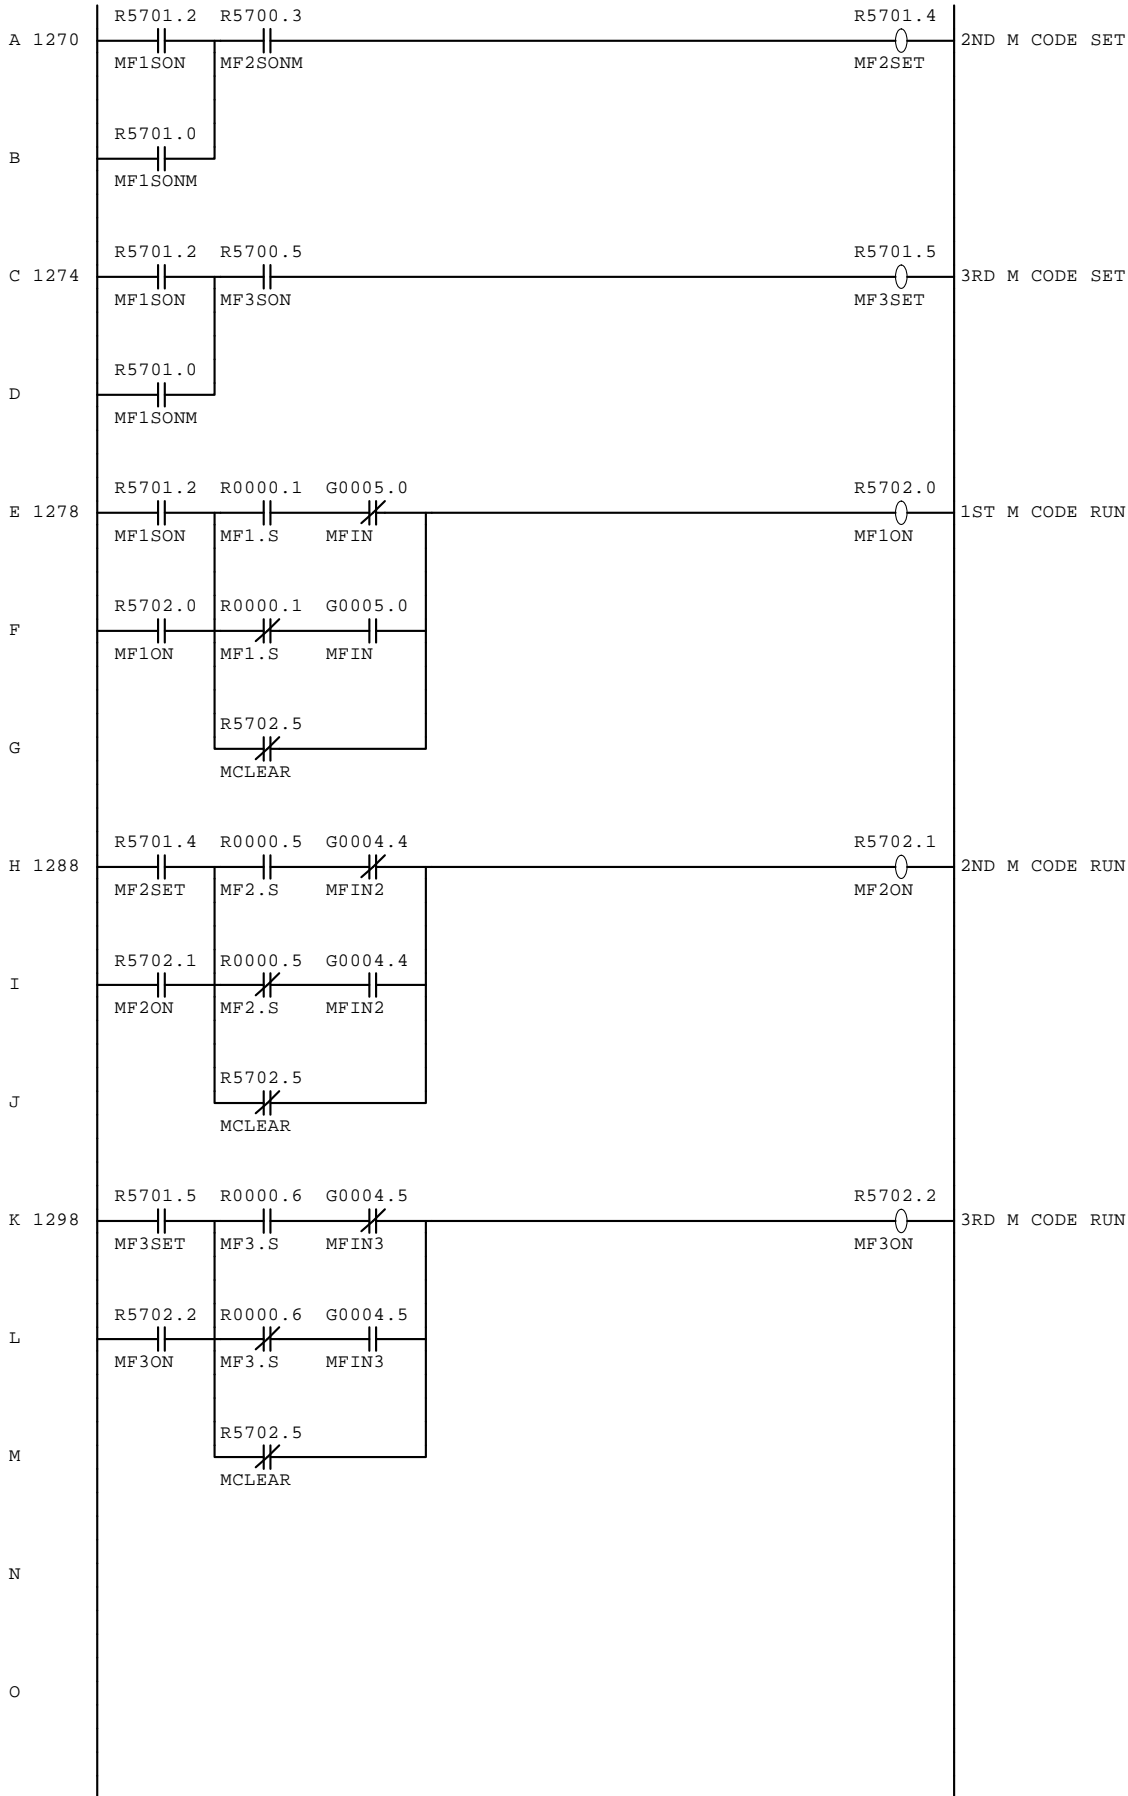 R5701.2 R5700.3 R5701.4
A 1270 2ND M CODE SET
MF1SON MF2SONM MF2SET
R5701.0
B
MF1SONM
R5701.2 R5700.5 R5701.5
C 1274 3RD M CODE SET
MF1SON MF3SON MF3SET
R5701.0
D
MF1SONM
R5701.2 R0000.1 G0005.0 R5702.0
E 1278 1ST M CODE RUN
MF1SON MF1.S MFIN MF1ON
R5702.0 R0000.1 G0005.0
F
MF1ON MF1.S MFIN
R5702.5
G
MCLEAR
R5701.4 R0000.5 G0004.4 R5702.1
H 1288 2ND M CODE RUN
MF2SET MF2.S MFIN2 MF2ON
R5702.1 R0000.5 G0004.4
I
MF2ON MF2.S MFIN2
R5702.5
J
MCLEAR
R5701.5 R0000.6 G0004.5 R5702.2
K 1298 3RD M CODE RUN
MF3SET MF3.S MFIN3 MF3ON
R5702.2 R0000.6 G0004.5
L
MF3ON MF3.S MFIN3
R5702.5
M
MCLEAR
N
O